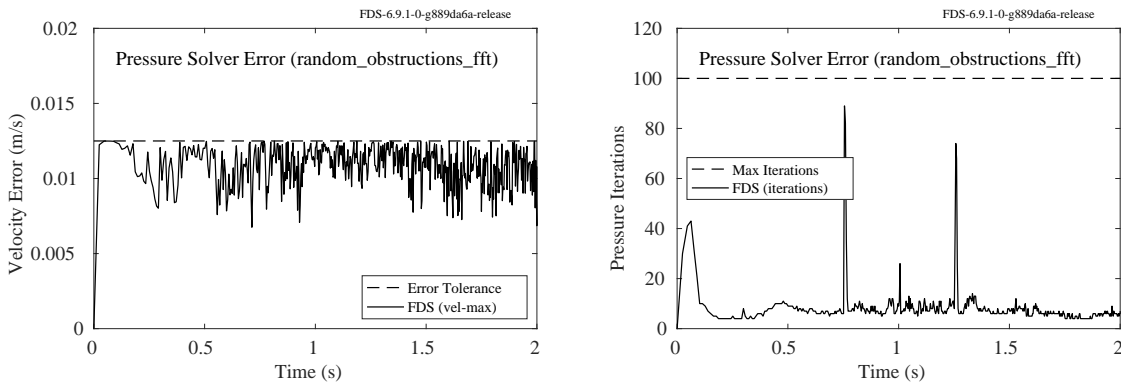 FDS-6.9.1-0-g889da6a-release
0.02
Pressure Solver Error (random_obstructions_fft)
0.015
0.01
0.005
0
Velocity Error (m/s)
Error Tolerance
FDS (vel-max)
0 0.5 1 1.5 2
Time (s)
FDS-6.9.1-0-g889da6a-release
120
Pressure Solver Error (random_obstructions_fft)
100
80
60
40
20
0
Pressure Iterations
Max Iterations
FDS (iterations)
0 0.5 1 1.5 2
Time (s)